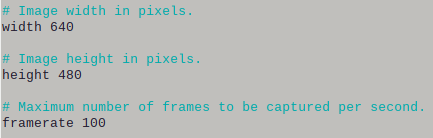 # Image width in pixels.
width 640
# Image height in pixels.
height 480
# Maximum number of frames to be captured per second.
framerate 100